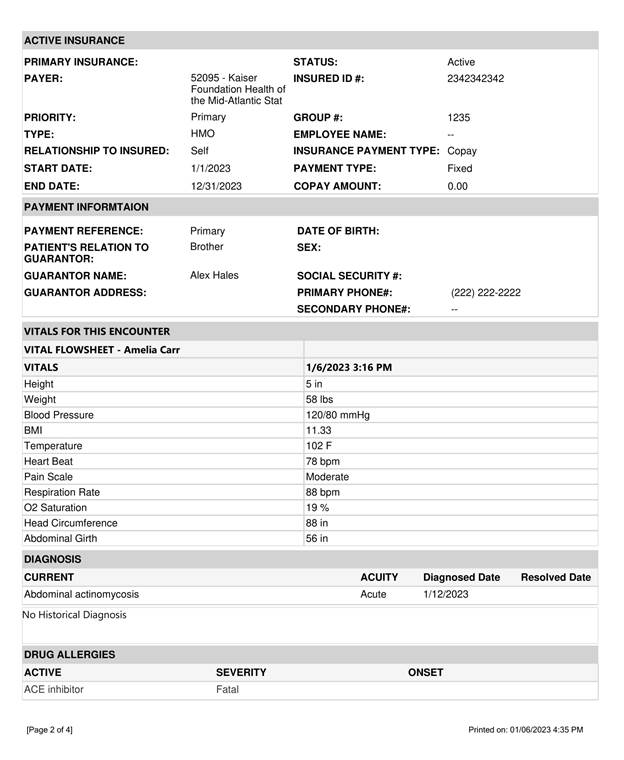 ACTIVE INSURANCE
PRIMARY INSURANCE: STATUS: Active
PAYER: 52095 - Kaiser INSURED ID #: 2342342342
Foundation Health of
the Mid-Atlantic Stat
PRIORITY: Primary GROUP #: 1235
TYPE: HMO EMPLOYEE NAME: --
RELATIONSHIP TO INSURED: Self INSURANCE PAYMENT TYPE: Copay
START DATE: 1/1/2023 PAYMENT TYPE: Fixed
END DATE: 12/31/2023 COPAY AMOUNT: 0.00
PAYMENT INFORMTAION
PAYMENT REFERENCE: Primary DATE OF BIRTH:
PATIENT'S RELATION TO Brother SEX:
GUARANTOR:
GUARANTOR NAME: Alex Hales SOCIAL SECURITY #:
GUARANTOR ADDRESS: PRIMARY PHONE#: (222) 222-2222
SECONDARY PHONE#: --
VITALS FOR THIS ENCOUNTER
VITAL FLOWSHEET - Amelia Carr
VITALS 1/6/2023 3:16 PM
Height 5 in
Weight 58 lbs
Blood Pressure 120/80 mmHg
BMI 11.33
Temperature 102 F
Heart Beat 78 bpm
Pain Scale Moderate
Respiration Rate 88 bpm
O2 Saturation 19 %
Head Circumference 88 in
Abdominal Girth 56 in
DIAGNOSIS
CURRENT ACUITY Diagnosed Date Resolved Date
Abdominal actinomycosis Acute 1/12/2023
No Historical Diagnosis
DRUG ALLERGIES
ACTIVE SEVERITY ONSET
ACE inhibitor Fatal
[Page 2 of 4] Printed on: 01/06/2023 4:35 PM